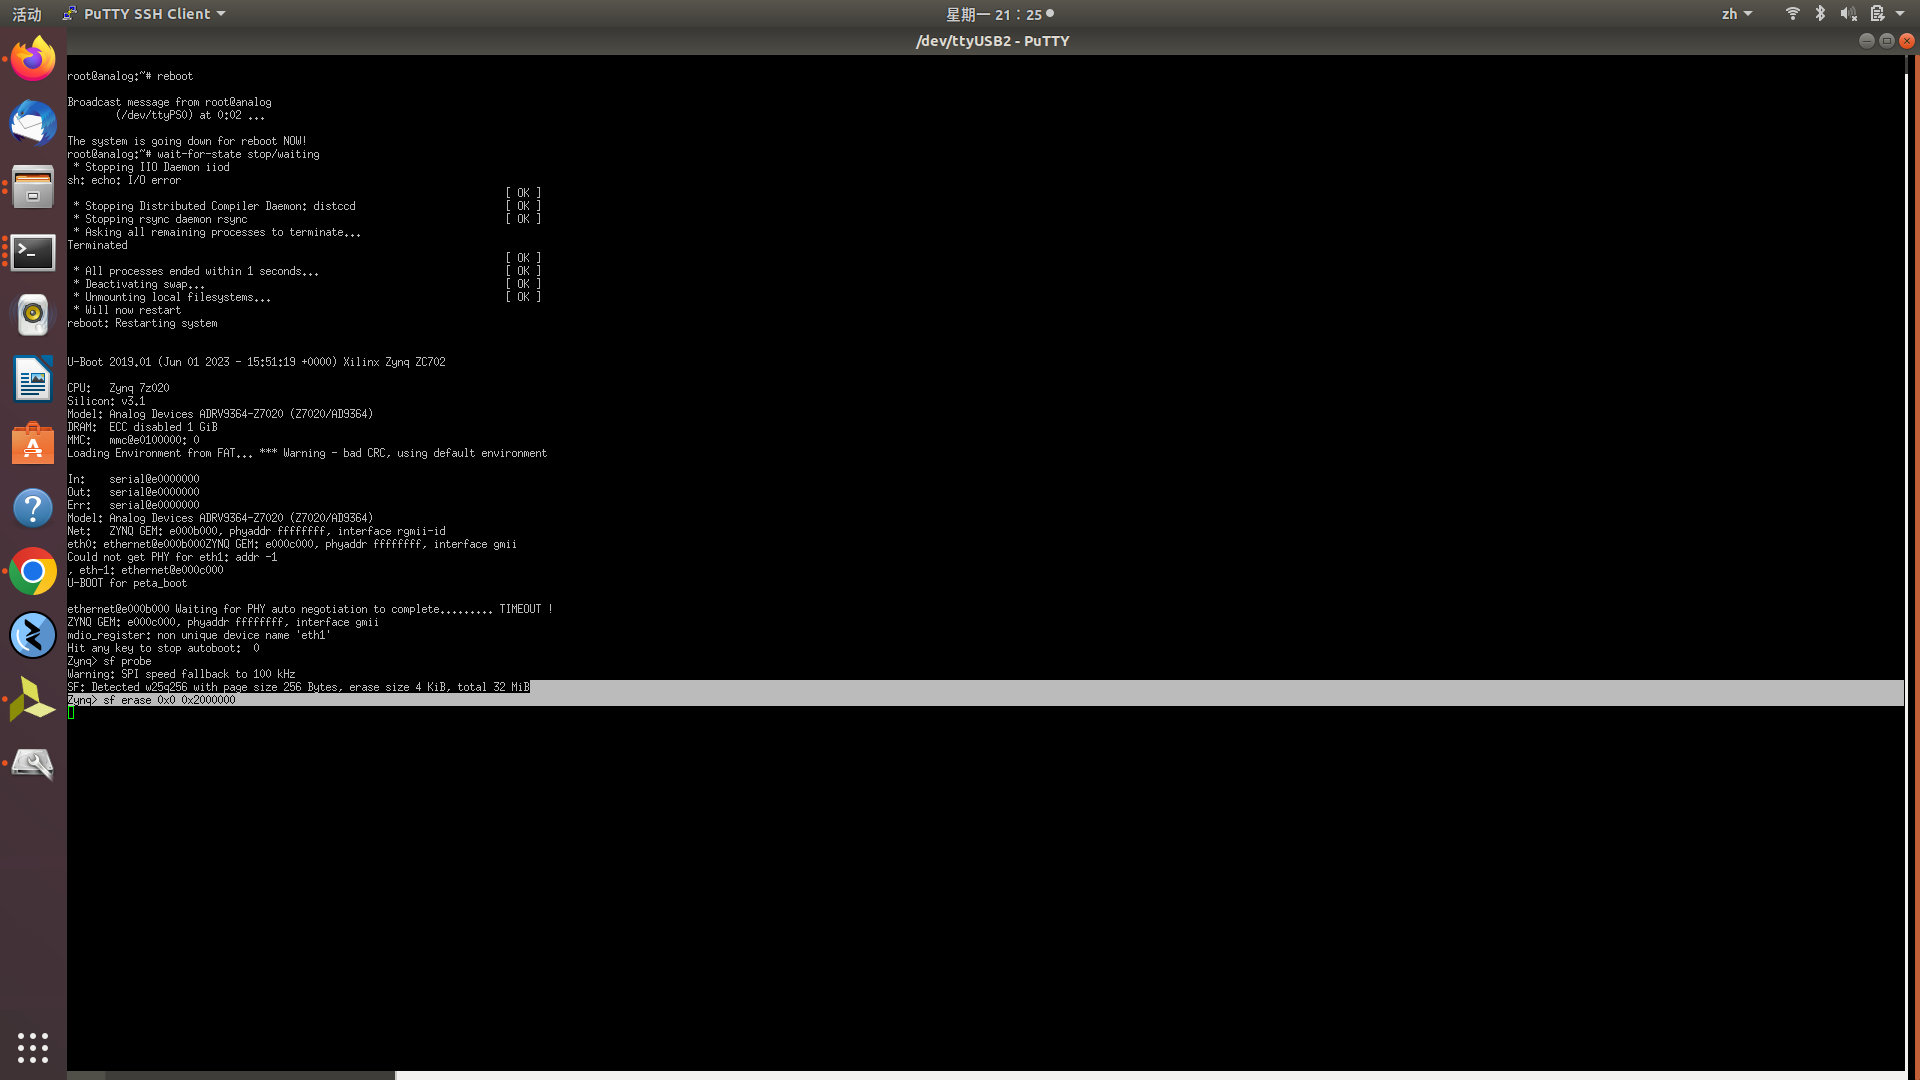 活动 PuTTY SSH Client 星期一 21：25 zh
/dev/ttyUSB2 - PuTTY
root@analog:~# reboot
Broadcast message from root@analog
(/dev/ttyPS0) at 0:02 ...
The system is going down for reboot NOW!
root@analog:~# wait-for-state stop/waiting
* Stopping IIO Daemon iiod
sh: echo: I/O error
[ OK ]
* Stopping Distributed Compiler Daemon: distccd [ OK ]
* Stopping rsync daemon rsync [ OK ]
* Asking all remaining processes to terminate...
Terminated
[ OK ]
* All processes ended within 1 seconds... [ OK ]
* Deactivating swap... [ OK ]
* Unmounting local filesystems... [ OK ]
* Will now restart
reboot: Restarting system
U-Boot 2019.01 (Jun 01 2023 - 15:51:19 +0000) Xilinx Zynq ZC702
CPU: Zynq 7z020
Silicon: v3.1
Model: Analog Devices ADRV9364-Z7020 (Z7020/AD9364)
DRAM: ECC disabled 1 GiB
MMC: mmc@e0100000: 0
Loading Environment from FAT... *** Warning - bad CRC, using default environment
In: serial@e0000000
Out: serial@e0000000
Err: serial@e0000000
Model: Analog Devices ADRV9364-Z7020 (Z7020/AD9364)
Net: ZYNQ GEM: e000b000, phyaddr ffffffff, interface rgmii-id
eth0: ethernet@e000b000ZYNQ GEM: e000c000, phyaddr ffffffff, interface gmii
Could not get PHY for eth1: addr -1
, eth-1: ethernet@e000c000
U-BOOT for peta_boot
ethernet@e000b000 Waiting for PHY auto negotiation to complete......... TIMEOUT !
ZYNQ GEM: e000c000, phyaddr ffffffff, interface gmii
mdio_register: non unique device name 'eth1'
Hit any key to stop autoboot: 0
Zynq> sf probe
Warning: SPI speed fallback to 100 kHz
SF: Detected w25q256 with page size 256 Bytes, erase size 4 KiB, total 32 MiB
Zynq> sf erase 0x0 0x2000000